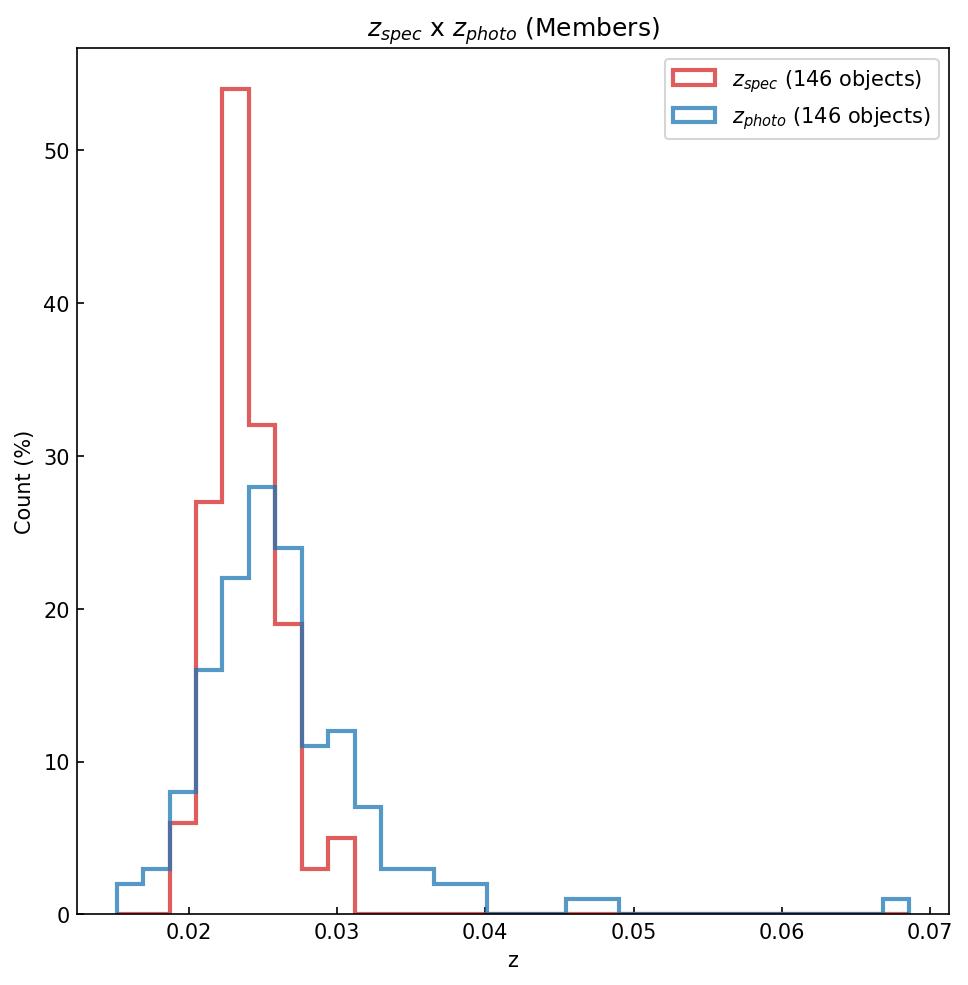 z_spec x z_photo (Members)
z_spec (146 objects)
z_photo (146 objects)
Count (%)
50
40
30
20
10
0
0.02 0.03 0.04 0.05 0.06 0.07
z